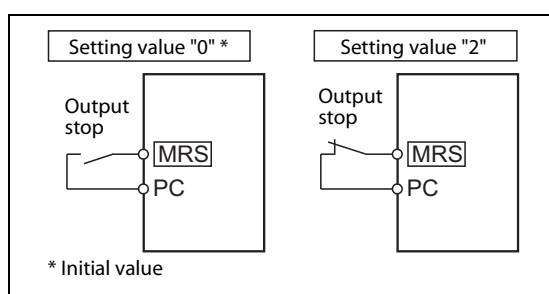 Setting value "0" *
Setting value "2"
Output
stop
MRS
PC
Output
stop
MRS
PC
* Initial value